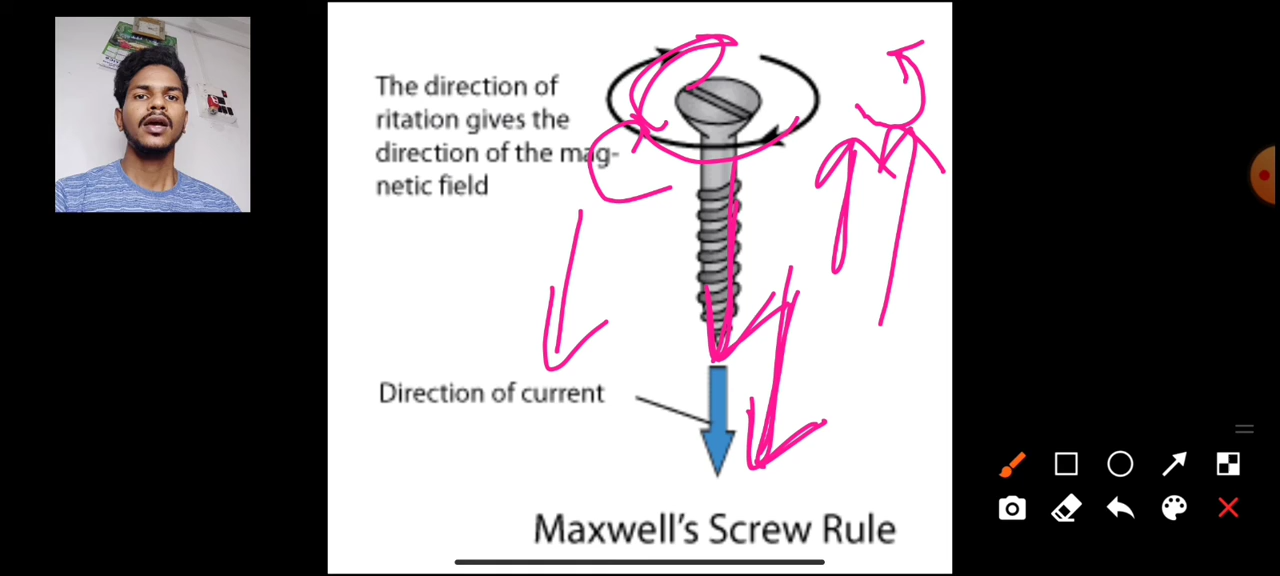 The direction of
ritation gives the
direction of the mag-
netic field
Direction of current
Maxwell's Screw Rule